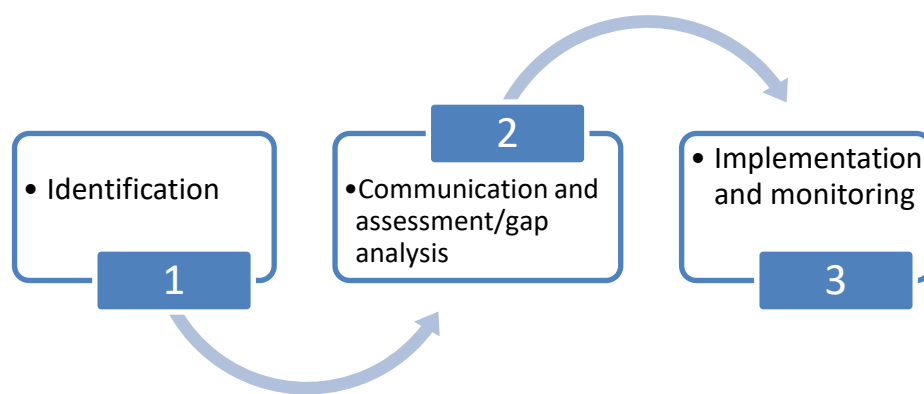 • Identification
1
2
•Communication and
assessment/gap
analysis
• Implementation
and monitoring
3